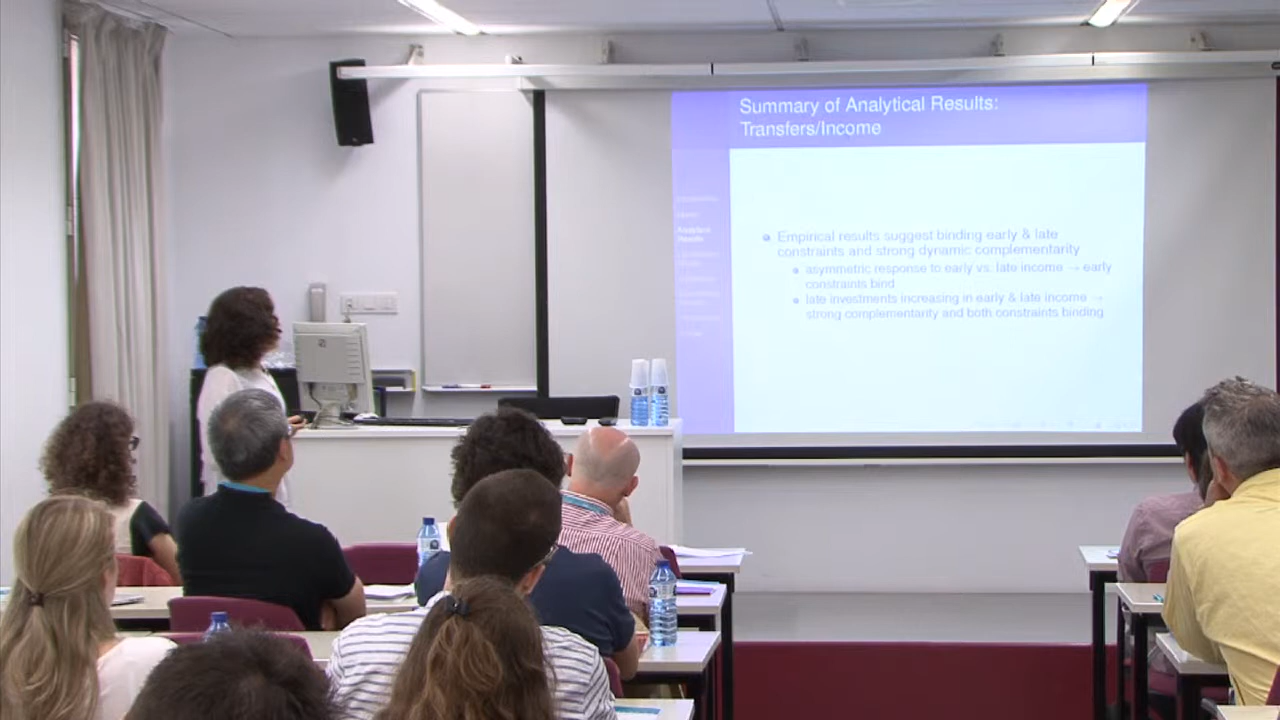 Summary of Analytical Results:
Transfers/Income
Analytical
Results
Empirical results suggest binding early & late
constraints and strong dynamic complementarity
asymmetric response to early vs. late income → early
constraints bind
late investments increasing in early & late income →
strong complementarity and both constraints binding